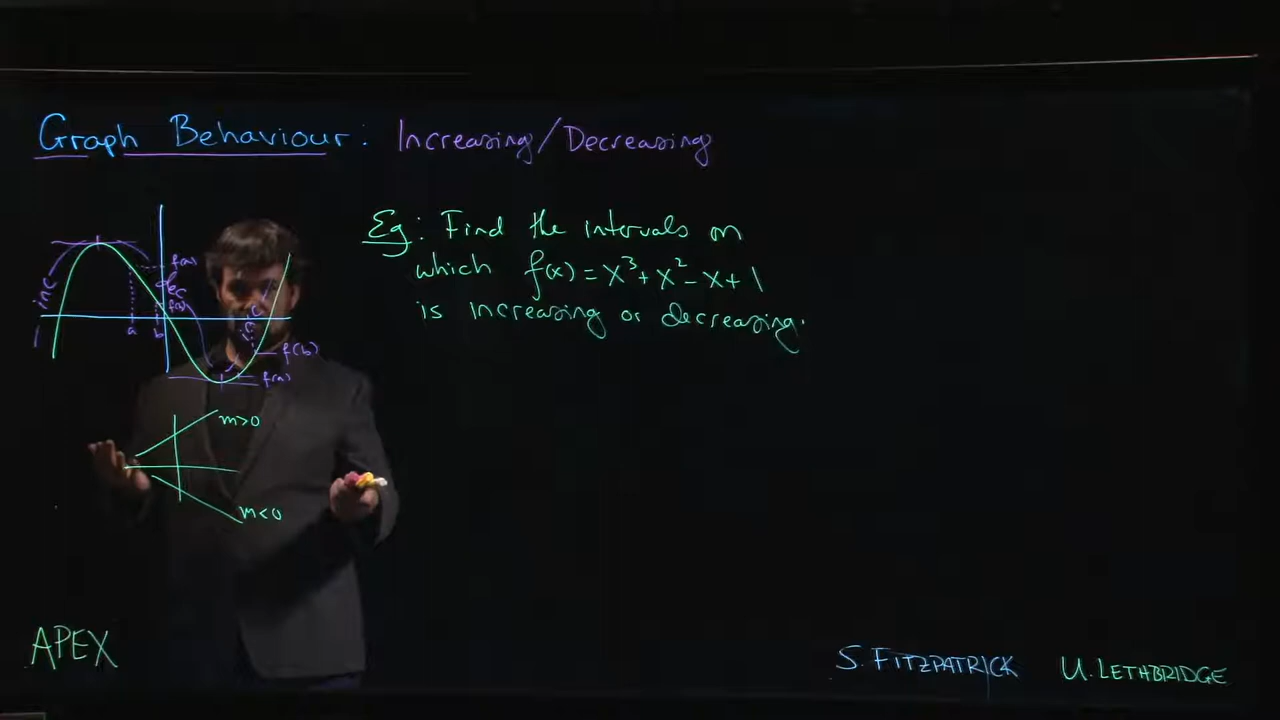 Graph Behaviour: Increasing/Decreasing
Eg: Find the intervals on
which f(x) = x³ + x² - x + 1
is increasing or decreasing.
inc
dec
f(a)
f(b)
a
b
f(b)
f(a)
m>0
m<0
APEX
S. FITZPATRICK U. LETHBRIDGE